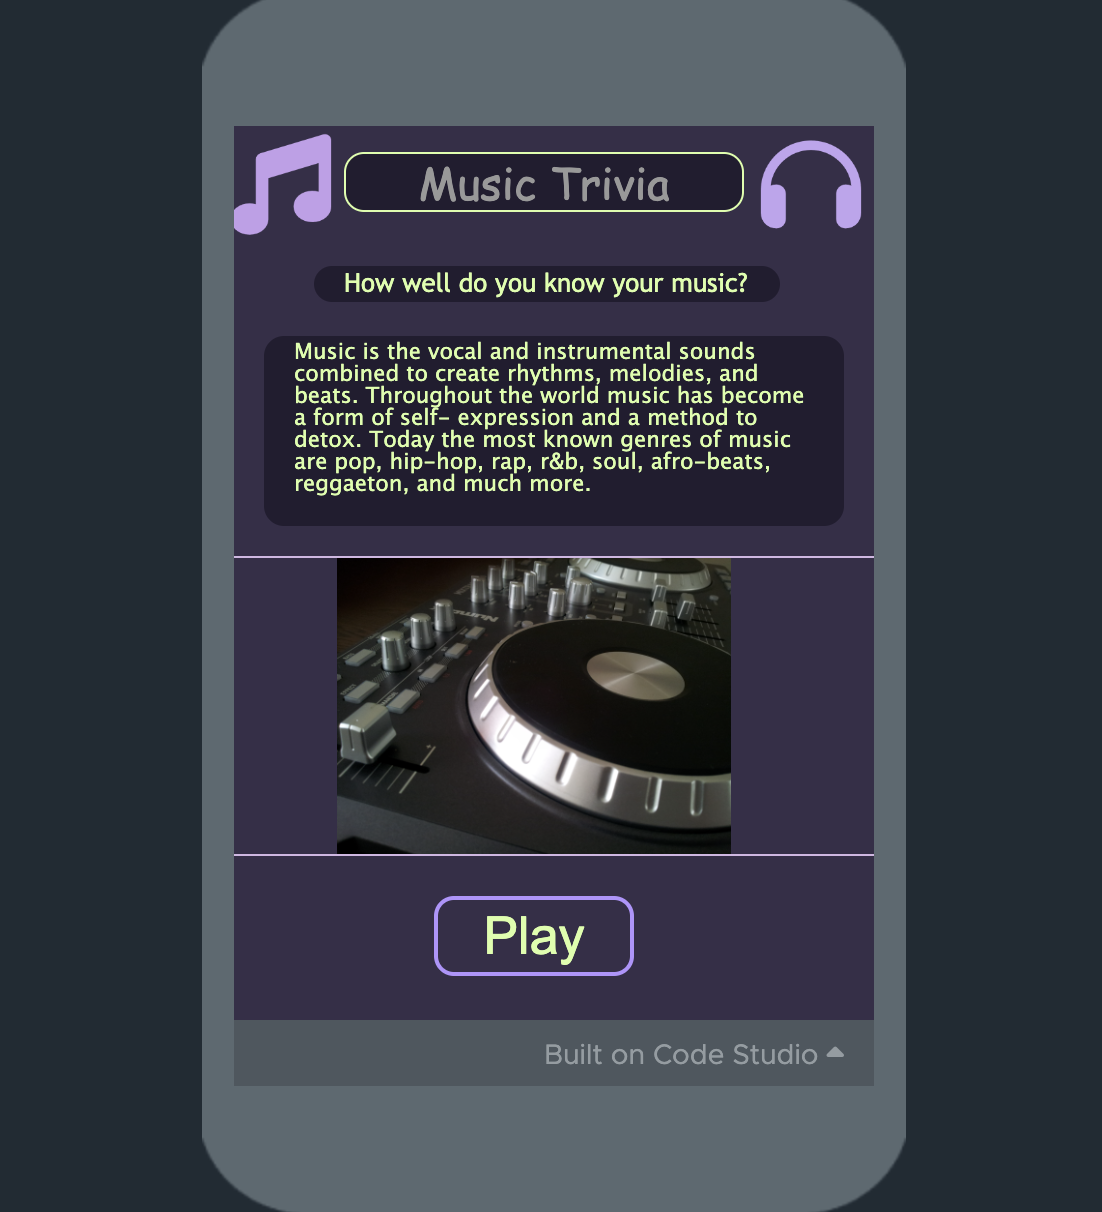 Music Trivia
How well do you know your music?
Music is the vocal and instrumental sounds
combined to create rhythms, melodies, and
beats. Throughout the world music has become
a form of self- expression and a method to
detox. Today the most known genres of music
are pop, hip-hop, rap, r&b, soul, afro-beats,
reggaeton, and much more.
Play
Built on Code Studio